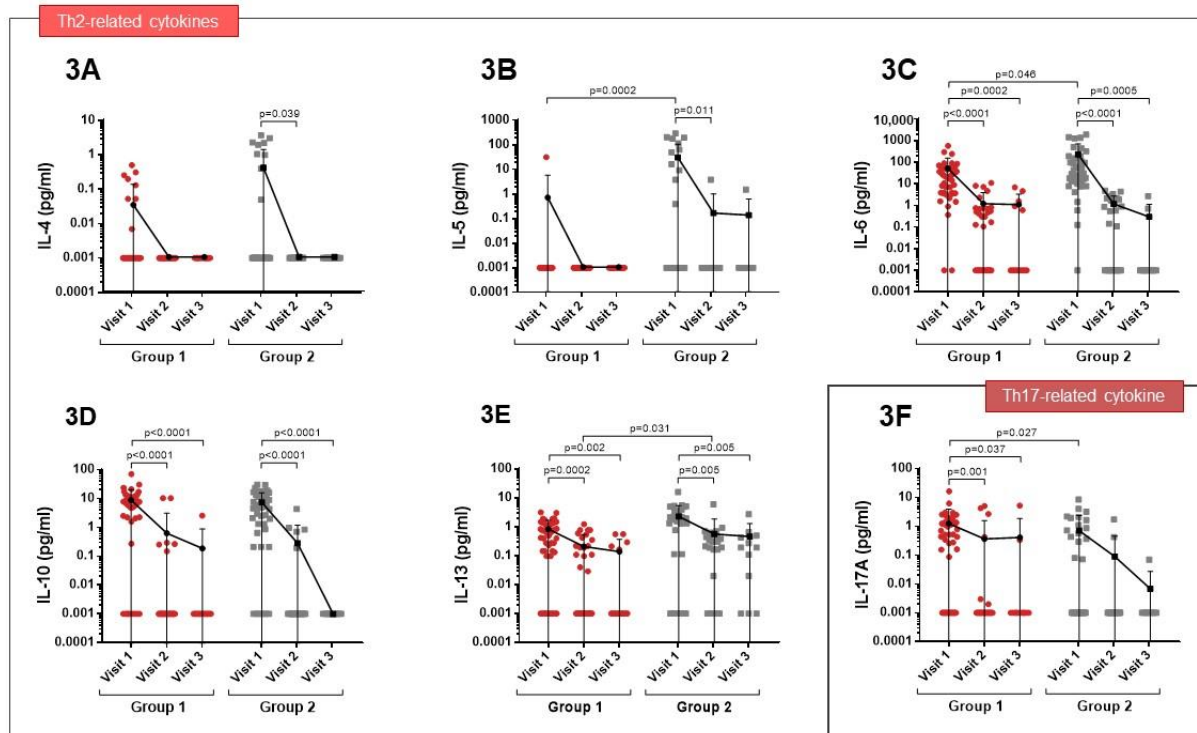 Th2-related cytokines
3A
p=0.039
IL-4 (pg/ml)
10
1
0.1
0.01
0.001
0.0001
Visit 1
Visit 2
Visit 3
Visit 1
Visit 2
Visit 3
Group 1
Group 2
3B
p=0.0002
p=0.011
IL-5 (pg/ml)
1000
100
10
1
0.1
0.01
0.001
0.0001
Visit 1
Visit 2
Visit 3
Visit 1
Visit 2
Visit 3
Group 1
Group 2
3C
p=0.046
p=0.0002
p=0.0005
p<0.0001
p<0.0001
IL-6 (pg/ml)
10,000
1000
100
10
1
0.1
0.01
0.001
0.0001
Visit 1
Visit 2
Visit 3
Visit 1
Visit 2
Visit 3
Group 1
Group 2
3D
p<0.0001
p<0.0001
p<0.0001
p<0.0001
IL-10 (pg/ml)
100
10
1
0.1
0.01
0.001
0.0001
Visit 1
Visit 2
Visit 3
Visit 1
Visit 2
Visit 3
Group 1
Group 2
3E
p=0.031
p=0.002
p=0.005
p=0.0002
p=0.005
IL-13 (pg/ml)
100
10
1
0.1
0.01
0.001
0.0001
Visit 1
Visit 2
Visit 3
Visit 1
Visit 2
Visit 3
Group 1
Group 2
Th17-related cytokine
3F
p=0.027
p=0.037
p=0.001
IL-17A (pg/ml)
100
10
1
0.1
0.01
0.001
0.0001
Visit 1
Visit 2
Visit 3
Visit 1
Visit 2
Visit 3
Group 1
Group 2